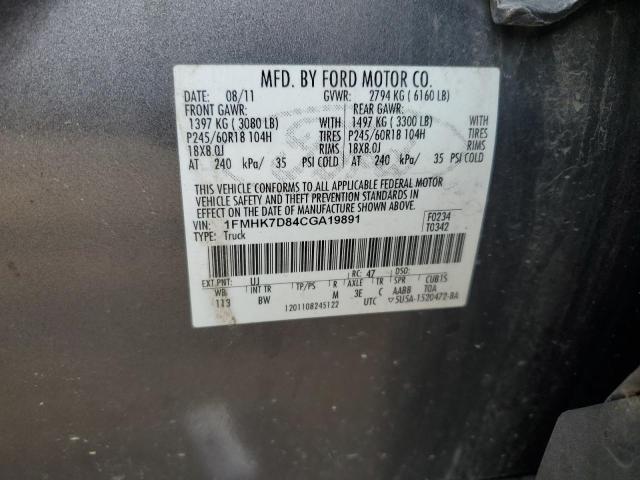 MFD. BY FORD MOTOR CO.
DATE: 08/11 GVWR: 2794 KG ( 6160 LB)
FRONT GAWR: REAR GAWR:
1397 KG ( 3080 LB) WITH 1497 KG ( 3300 LB) WITH
P245/60R18 104H TIRES P245/60R18 104H TIRES
18X8.0J RIMS 18X8.0J RIMS
AT 240 kPa/ 35 PSI COLD AT 240 kPa/ 35 PSI COLD
THIS VEHICLE CONFORMS TO ALL APPLICABLE FEDERAL MOTOR
VEHICLE SAFETY AND THEFT PREVENTION STANDARDS IN
EFFECT ON THE DATE OF MANUFACTURE SHOWN ABOVE.
VIN: 1FMHK7D84CGA19891 F0234
TYPE: Truck T0342
EXT PNT: UJ RC: 47 DSO:
WB INT TR TP/PS R AXLE TR SPR CUBIS
113 BW M 3E C AABB TOA
1201108245122 UTC 5USA-1520472-BA